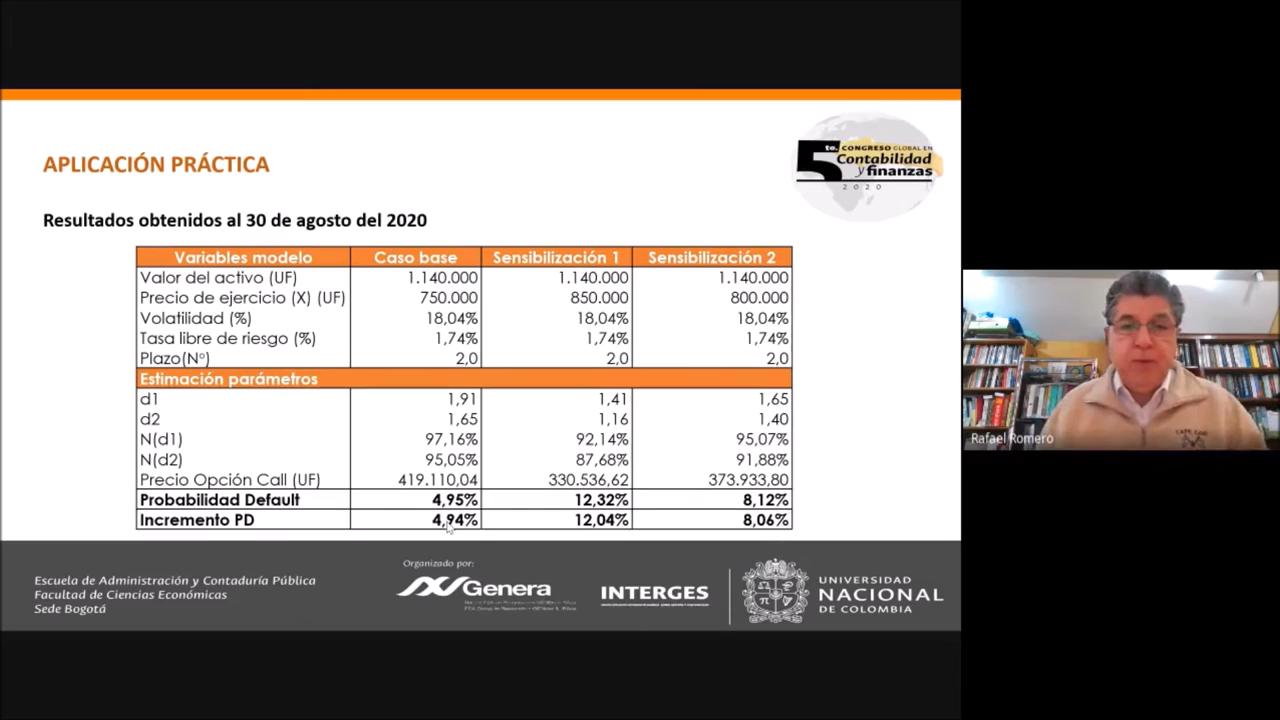 5to. CONGRESO GLOBAL EN
Contabilidad
y finanzas
2020
APLICACIÓN PRÁCTICA
Resultados obtenidos al 30 de agosto del 2020
Variables modelo Caso base Sensibilización 1 Sensibilización 2
Valor del activo (UF) 1.140.000 1.140.000 1.140.000
Precio de ejercicio (X) (UF) 750.000 850.000 800.000
Volatilidad (%) 18,04% 18,04% 18,04%
Tasa libre de riesgo (%) 1,74% 1,74% 1,74%
Plazo(Nº) 2,0 2,0 2,0
Estimación parámetros
d1 1,91 1,41 1,65
d2 1,65 1,16 1,40
N(d1) 97,16% 92,14% 95,07%
N(d2) 95,05% 87,68% 91,88%
Precio Opción Call (UF) 419.110,04 330.536,62 373.933,80
Probabilidad Default 4,95% 12,32% 8,12%
Incremento PD 4,94% 12,04% 8,06%
Rafael Romero
Escuela de Administración y Contaduría Pública
Facultad de Ciencias Económicas
Sede Bogotá
Organizado por:
Genera
INTERGES
UNIVERSIDAD
NACIONAL
DE COLOMBIA